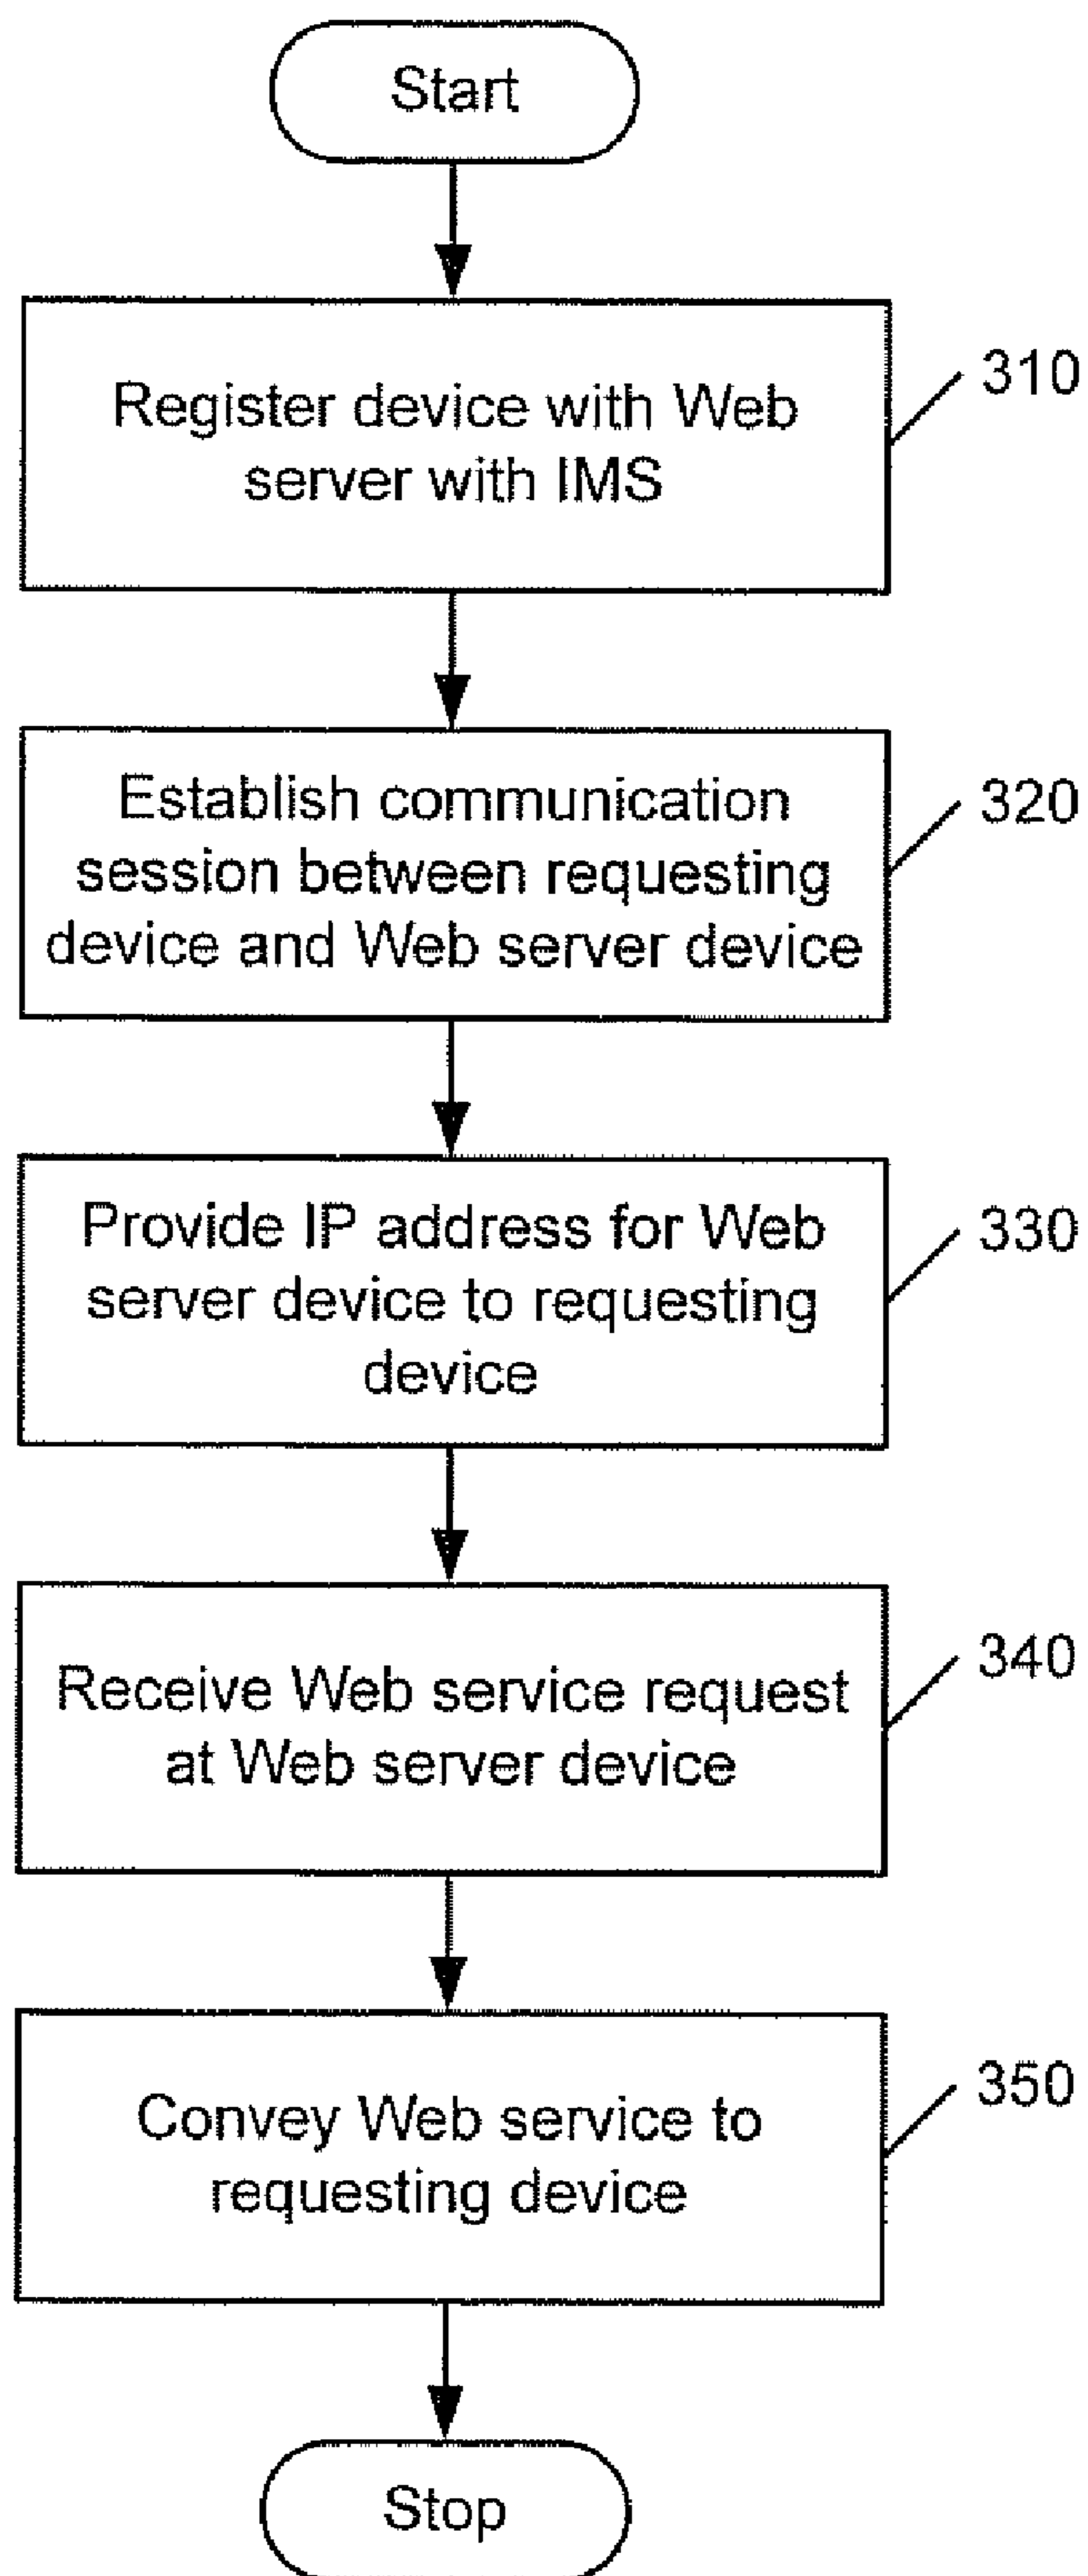 Start
Register device with Web
server with IMS
310
Establish communication
session between requesting
device and Web server device
320
Provide IP address for Web
server device to requesting
device
330
Receive Web service request
at Web server device
340
Convey Web service to
requesting device
350
Stop